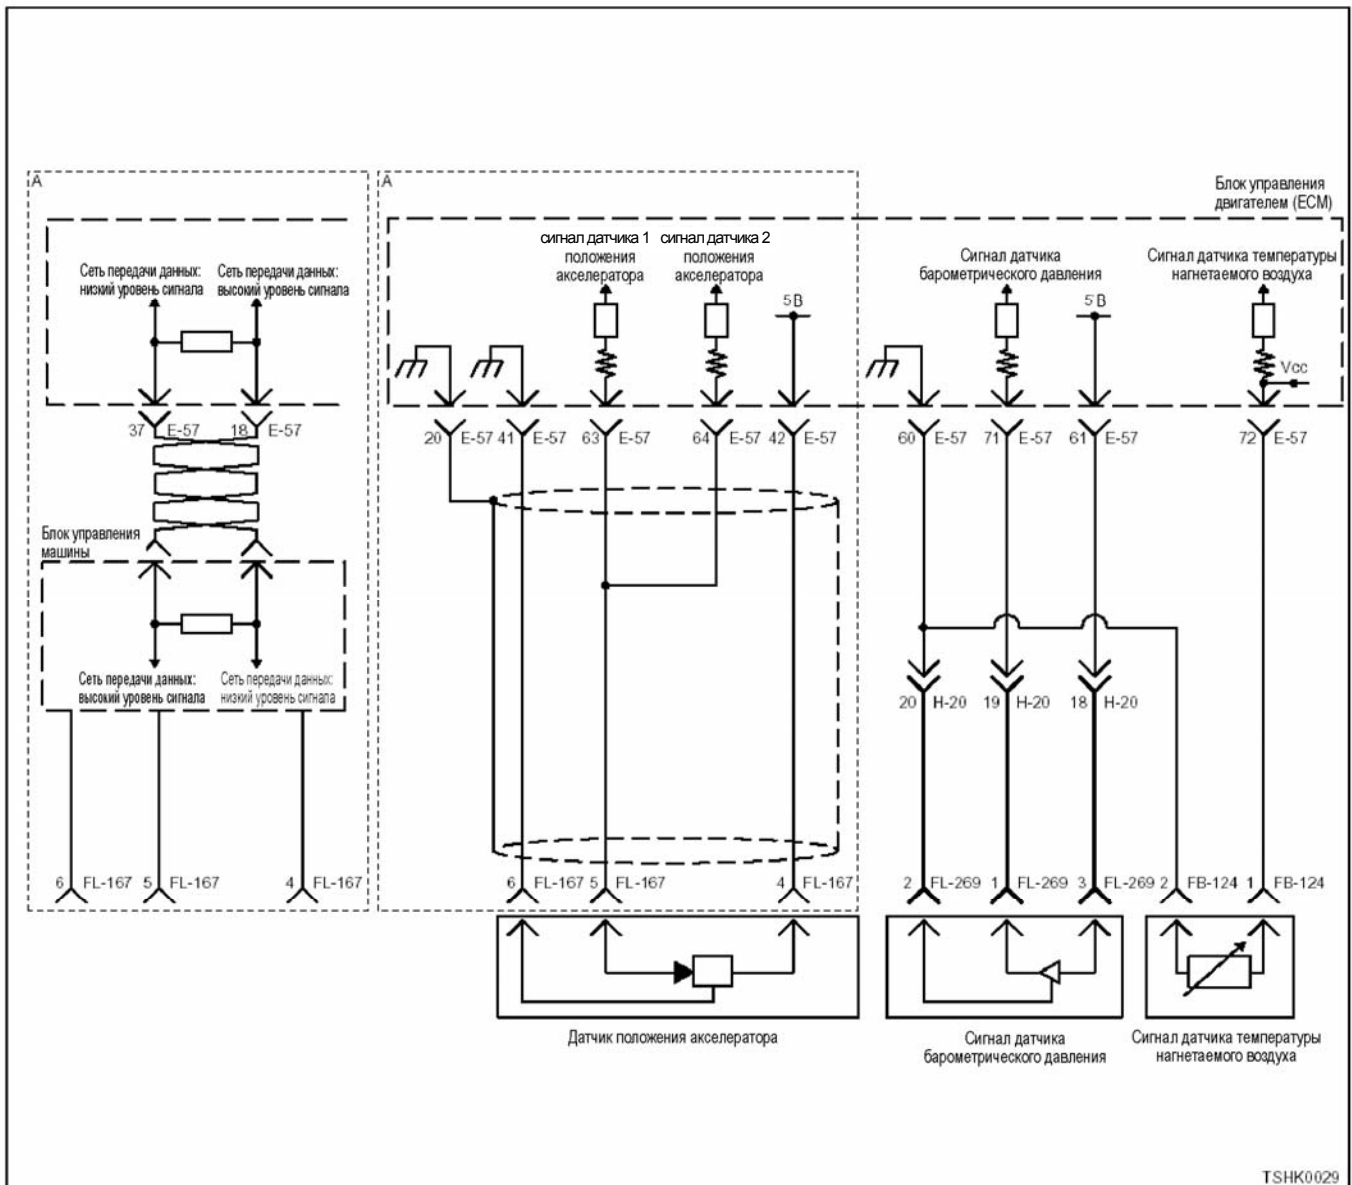 A
A
Блок управления
двигателем (ECM)
Сеть передачи данных:
низкий уровень сигнала
Сеть передачи данных:
высокий уровень сигнала
сигнал датчика 1
положения
акселератора
сигнал датчика 2
положения
акселератора
5В
Сигнал датчика
барометрического давления
5В
Сигнал датчика температуры
нагнетаемого воздуха
Vcc
37 E-57
18 E-57
20 E-57
41 E-57
63 E-57
64 E-57
42 E-57
60 E-57
71 E-57
61 E-57
72 E-57
Блок управления
машины
Сеть передачи данных:
высокий уровень сигнала
Сеть передачи данных:
низкий уровень сигнала
20 H-20
19 H-20
18 H-20
6 FL-167
5 FL-167
4 FL-167
6 FL-167
5 FL-167
4 FL-167
2 FL-269
1 FL-269
3 FL-269
2 FB-124
1 FB-124
Датчик положения акселератора
Сигнал датчика
барометрического давления
Сигнал датчика температуры
нагнетаемого воздуха
TSHK0029